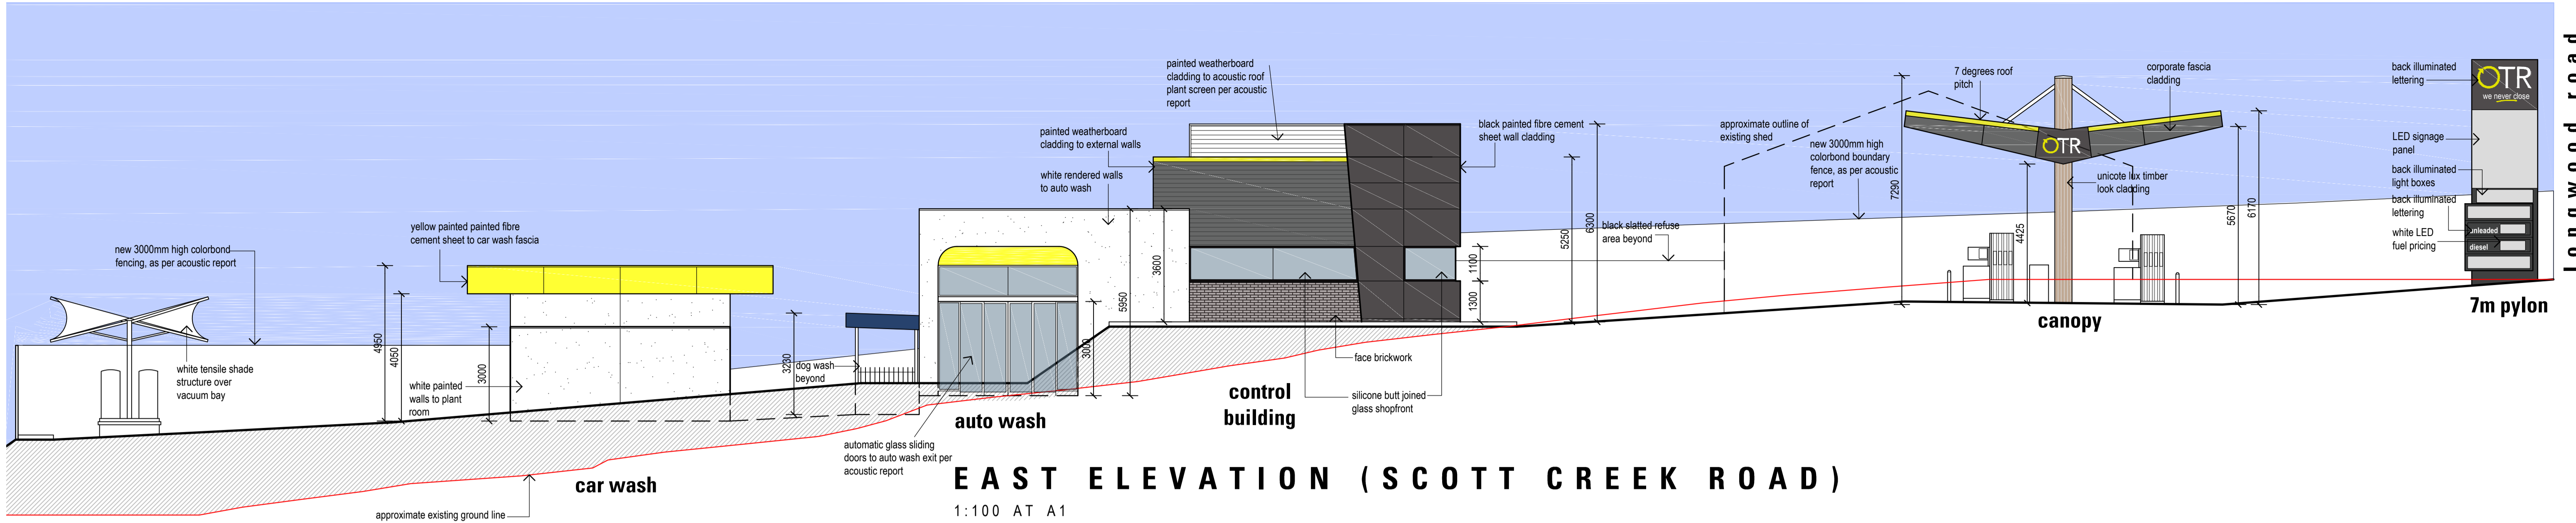 new 3000mm high colorbond
fencing, as per acoustic report
white tensile shade
structure over
vacuum bay
yellow painted painted fibre
cement sheet to car wash fascia
4950
4050
3000
white painted
walls to plant
room
car wash
approximate existing ground line
3230
dog wash
beyond
automatic glass sliding
doors to auto wash exit per
acoustic report
auto wash
3000
5950
3600
painted weatherboard
cladding to acoustic roof
plant screen per acoustic
report
painted weatherboard
cladding to external walls
white rendered walls
to auto wash
control
building
face brickwork
silicone butt joined
glass shopfront
1100
1300
black painted fibre cement
sheet wall cladding
5250
6300
black slatted refuse
area beyond
approximate outline of
existing shed
new 3000mm high
colorbond boundary
fence, as per acoustic
report
7290
7 degrees roof
pitch
corporate fascia
cladding
OTR
unicote lux timber
look cladding
4425
5670
6170
canopy
back illuminated
lettering
LED signage
panel
back illuminated
light boxes
back illuminated
lettering
white LED
fuel pricing
OTR
we never close
unleaded
diesel
7m pylon
longwood road
EAST ELEVATION (SCOTT CREEK ROAD)
1:100 AT A1